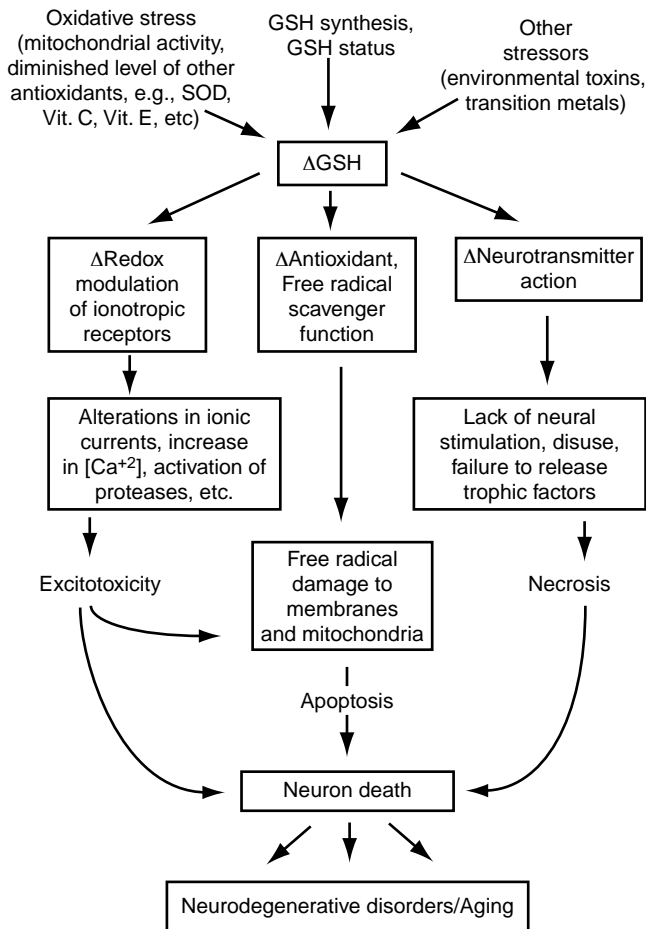 Oxidative stress
(mitochondrial activity,
diminished level of other
antioxidants, e.g., SOD,
Vit. C, Vit. E, etc)
GSH synthesis,
GSH status
Other
stressors
(environmental toxins,
transition metals)
ΔGSH
ΔRedox
modulation
of ionotropic
receptors
ΔAntioxidant,
Free radical
scavenger
function
ΔNeurotransmitter
action
Alterations in ionic
currents, increase
in [Ca+2], activation of
proteases, etc.
Lack of neural
stimulation, disuse,
failure to release
trophic factors
Excitotoxicity
Free radical
damage to
membranes
and mitochondria
Necrosis
Apoptosis
Neuron death
Neurodegenerative disorders/Aging